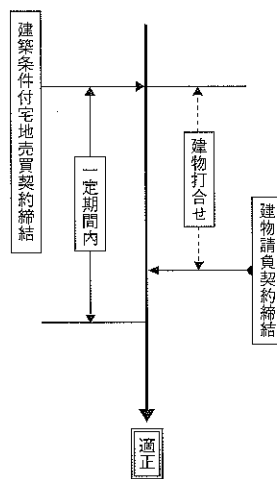 建築条件付宅地売買契約締結
一定期間内
建物打合せ
建物請負契約締結
適正